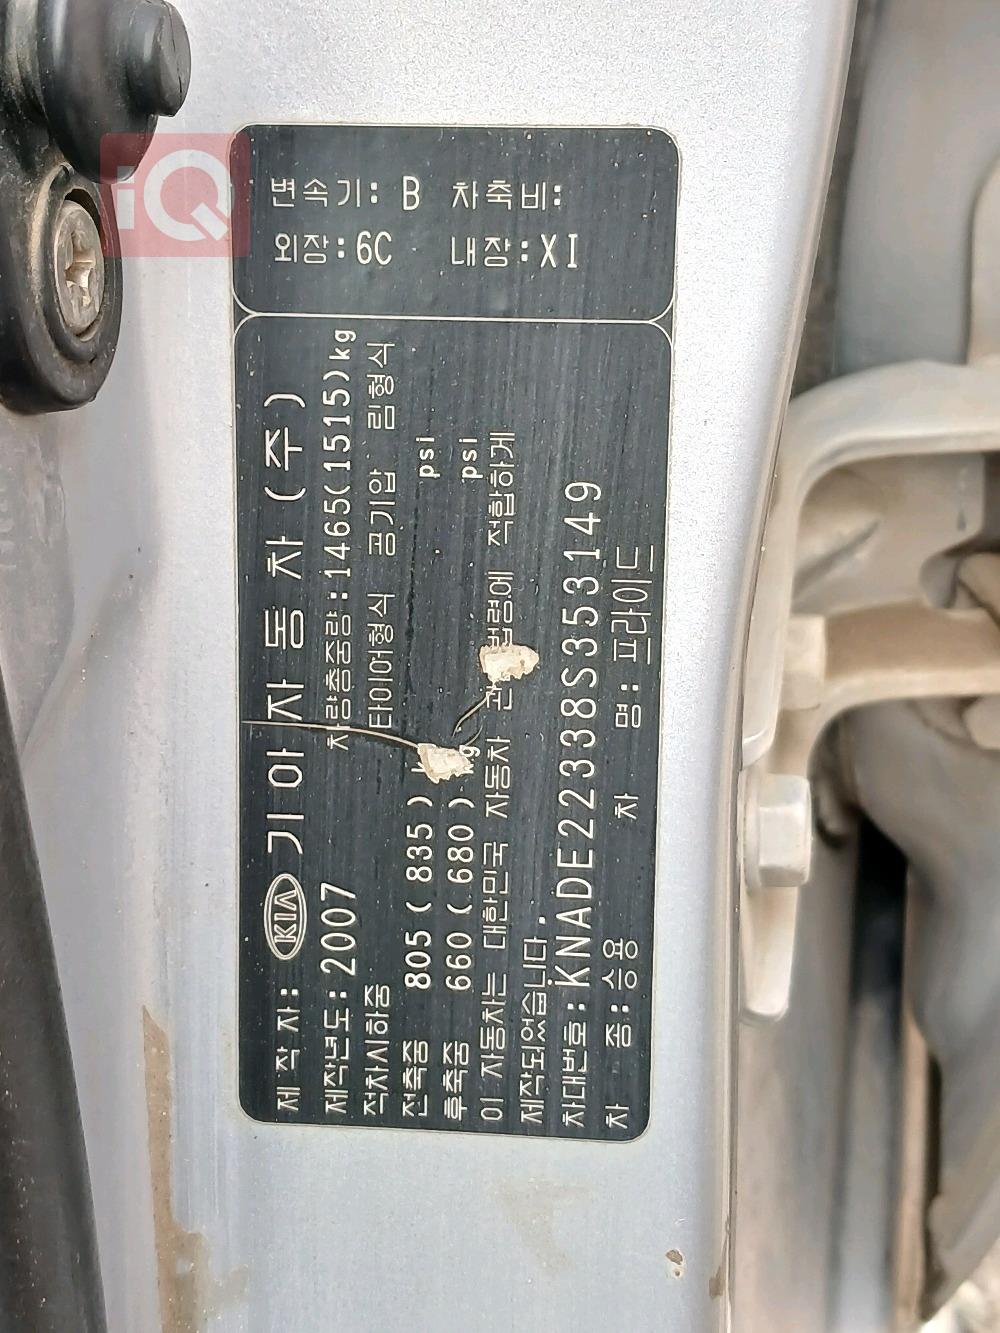 iQ
변속기: B 차축비:
외장:6C 내장:XI
제 작 자: KIA 기아자동차(주)
제작년도:2007 차량총중량:1465(1515)kg
적차시하중 타이어형식 공기압 림형식
전축중 805(835) psi
후축중 660(680) kg psi
이 자동차는 대한민국 자동차 법령에 적합하게
제작되었습니다.
차대번호:KNADE22338S353149
차 종:승용 차 명:프라이드